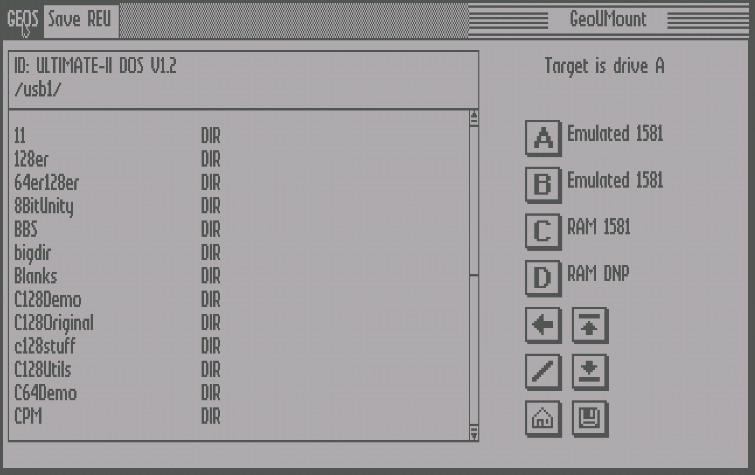 GEOS Save REU GeoUMount
ID: ULTIMATE-II DOS V1.2
/usb1/
Target is drive A
11 DIR
128er DIR
64er128er DIR
8BitUnity DIR
BBS DIR
bigdir DIR
Blanks DIR
C128Demo DIR
C128Original DIR
c128stuff DIR
C128Utils DIR
C64Demo DIR
CPM DIR
A Emulated 1581
B Emulated 1581
C RAM 1581
D RAM DNP